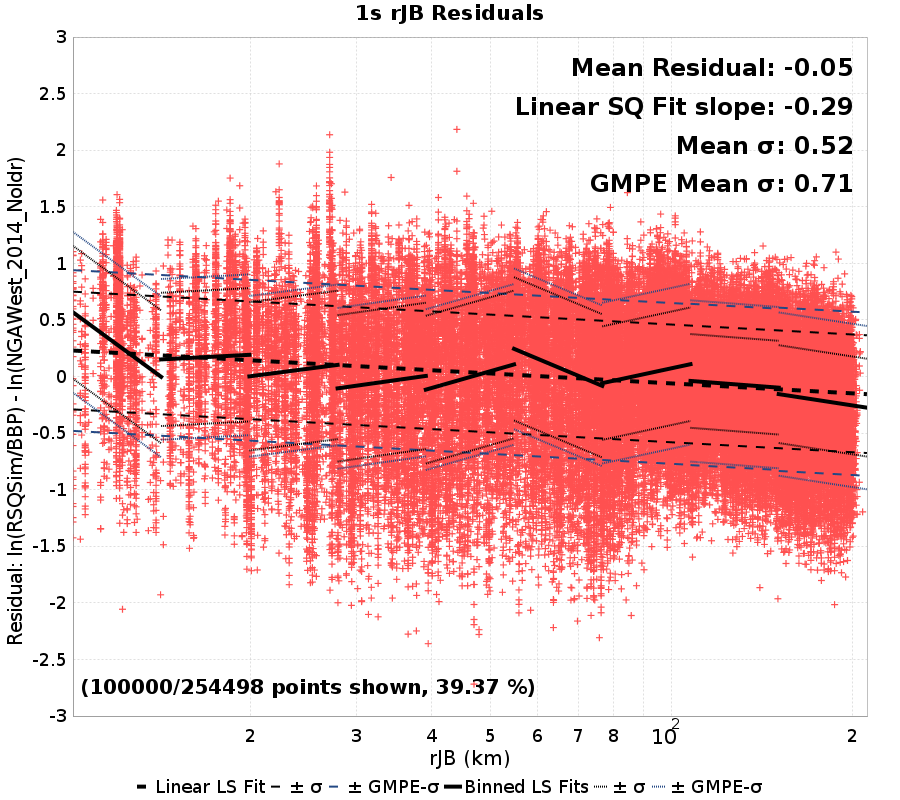 1s rJB Residuals
Mean Residual: -0.05
Linear SQ Fit slope: -0.29
Mean σ: 0.52
GMPE Mean σ: 0.71
3
2.5
2
1.5
1
0.5
0
-0.5
-1
-1.5
-2
-2.5
-3
Residual: ln(RSQSim/BBP) - ln(NGAWest_2014_NoIdr)
(100000/254498 points shown, 39.37 %)
2 3 4 5 6 7 8 10^2 2
rJB (km)
Linear LS Fit ± σ ± GMPE-σ Binned LS Fits ± σ ± GMPE-σ